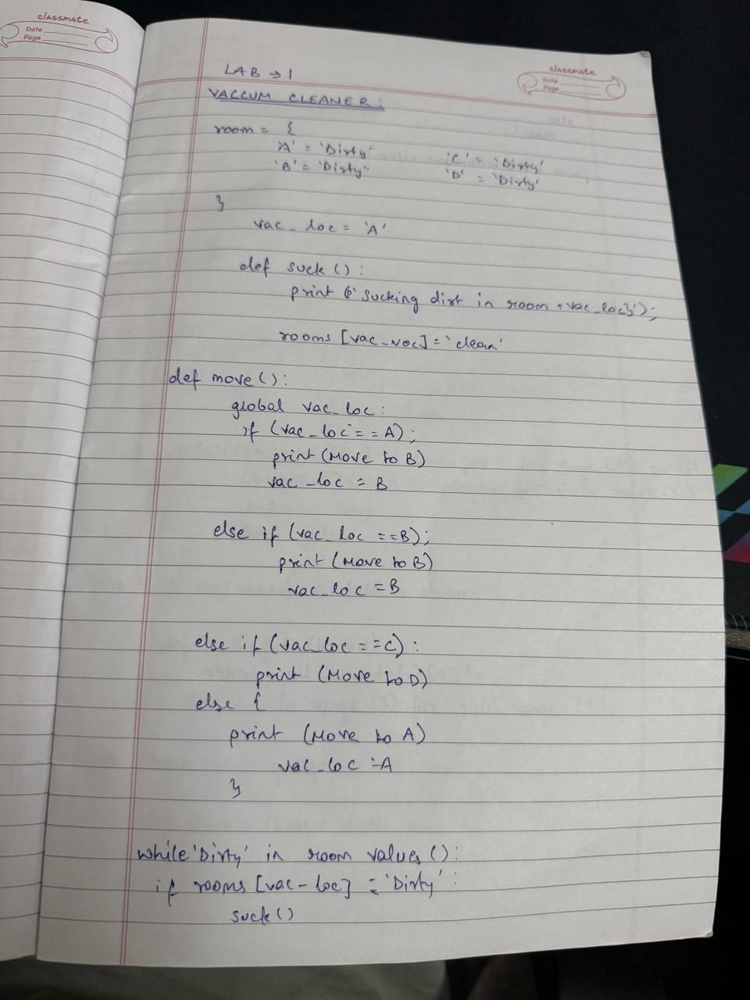 classmate
Date
Page
classmate
Date
Page
LAB → 1
VACCUM CLEANER:
room = {
'A' = 'Dirty' 'C' = 'Dirty'
'B' = 'Dirty" 'D' = 'Dirty'
}
vac_loc = 'A'
def suck():
print (f' Sucking dirt in room {vac_loc}');
rooms [vac_Noc] = 'clean'
def move():
global vac_loc:
if (vac_loc == A);
print (Move to B)
vac_loc = B
else if (vac_loc == B);
print (Move to B)
vac_loc = B
else if (vac_loc == C):
print (Move to D)
else {
print (Move to A)
vac_loc = A
}
while 'Dirty' in room values():
if rooms [vac-loc] = 'Dirty':
suck()